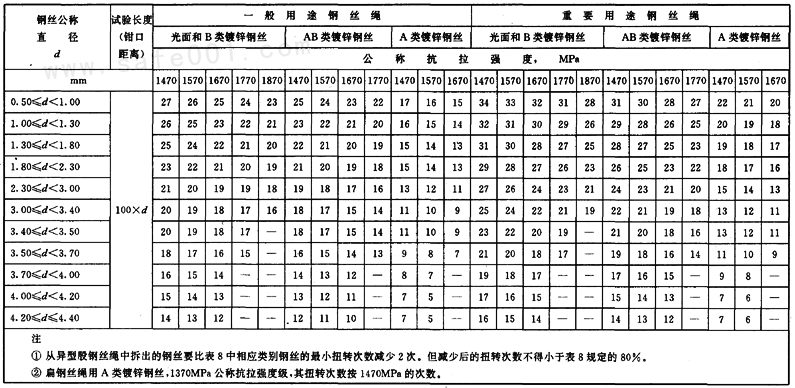 钢丝公称 直径 d 试验长度 (钳口距离) 一般用途钢丝绳 重要用途钢丝绳
光面和B类镀锌钢丝 AB类镀锌钢丝 A类镀锌钢丝 光面和B类镀锌钢丝 AB类镀锌钢丝 A类镀锌钢丝
公称抗拉强度, MPa
mm 1470 1570 1670 1770 1870 1470 1570 1670 1770 1470 1570 1670 1470 1570 1670 1770 1870 1470 1570 1670 1770 1470 1570 1670
0.50≤d<1.00 27 26 25 24 23 25 24 23 22 17 16 15 34 33 32 31 28 31 30 28 27 22 21 20
1.00≤d<1.30 26 25 23 22 21 23 22 21 20 16 15 14 32 31 30 29 26 29 28 26 25 20 19 18
1.30≤d<1.80 25 24 22 21 20 22 21 20 19 15 14 13 31 30 28 27 25 28 27 25 23 19 18 17
1.80≤d<2.30 23 22 21 20 19 21 20 19 18 15 14 13 29 28 27 26 23 26 25 23 22 18 17 16
2.30≤d<3.00 21 20 19 19 18 19 18 17 16 13 12 11 27 26 24 23 21 24 23 21 20 15 14 13
3.00≤d<3.40 100×d 20 19 18 17 16 18 17 15 14 11 10 9 25 24 22 21 19 22 21 19 18 13 12 11
3.40≤d<3.50 20 19 18 17 — 18 17 15 14 11 10 9 23 22 20 19 — 21 20 18 16 13 12 11
3.50≤d<3.70 18 17 16 15 — 16 15 14 13 9 8 7 21 20 18 17 — 19 18 16 14 11 10 9
3.70≤d<4.00 16 15 14 — — 14 13 12 — 8 7 — 19 18 17 — — 17 16 15 — 9 8 —
4.00≤d<4.20 15 14 13 — — 13 12 11 — 7 5 — 17 16 15 — — 15 14 13 — 7 6 —
4.20≤d≤4.40 14 13 12 — — 12 11 10 — 7 5 — 16 15 14 — — 14 13 12 — 7 6 —
注
① 从异型股钢丝绳中拆出的钢丝要比表8中相应类别钢丝的最小扭转次数减少2次。但减少后的扭转次数不得小于表8规定的80%。
② 扁钢丝绳用A类镀锌钢丝,1370MPa公称抗拉强度级,其扭转次数按1470MPa的次数。